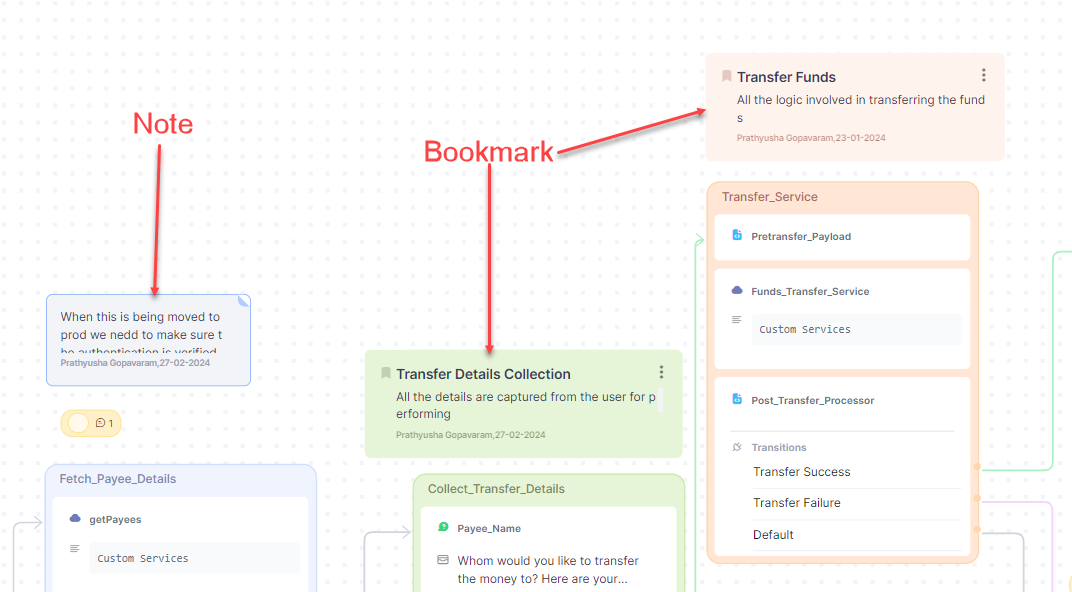 Transfer Funds
All the logic involved in transferring the fund
s
Prathyusha Gopavaram,23-01-2024
Note
Bookmark
Transfer_Service
Pretransfer_Payload
Funds_Transfer_Service
Custom Services
Post_Transfer_Processor
Transitions
Transfer Success
Transfer Failure
Default
When this is being moved to
prod we nedd to make sure t
he authentication is verified
Prathyusha Gopavaram,27-02-2024
1
Transfer Details Collection
All the details are captured from the user for p
erforming
Prathyusha Gopavaram,27-02-2024
Fetch_Payee_Details
getPayees
Custom Services
Collect_Transfer_Details
Payee_Name
Whom would you like to transfer
the money to? Here are your...